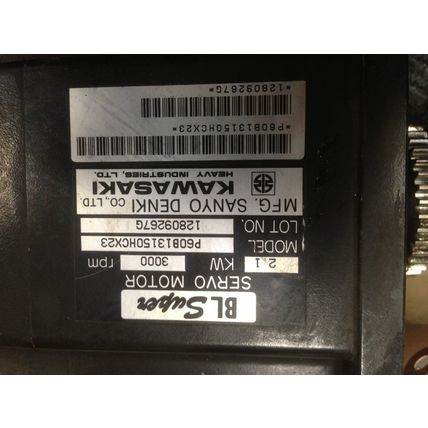 BL Super
SERVO MOTOR
2.1 KW 3000 rpm
MODEL P60B13150HCX23
LOT NO. 12809267G
MFG. SANYO DENKI CO.,LTD.
KAWASAKI
HEAVY INDUSTRIES, LTD.
*P60B13150HCX23*
*12809267G*